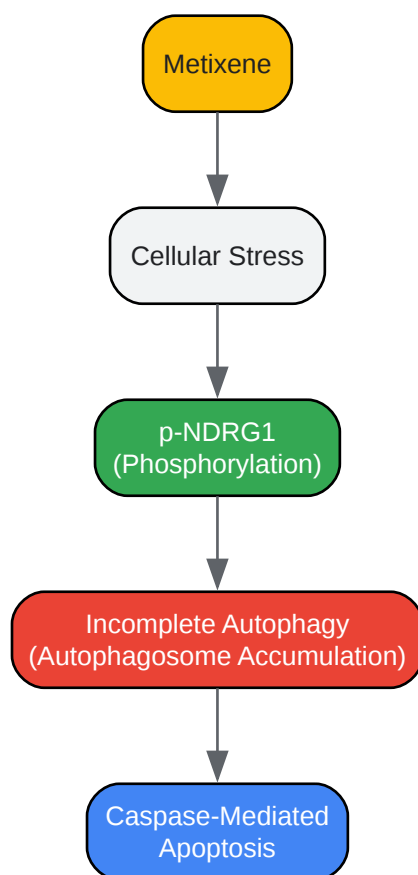 Metixene
Cellular Stress
p-NDRG1
(Phosphorylation)
Incomplete Autophagy
(Autophagosome Accumulation)
Caspase-Mediated
Apoptosis